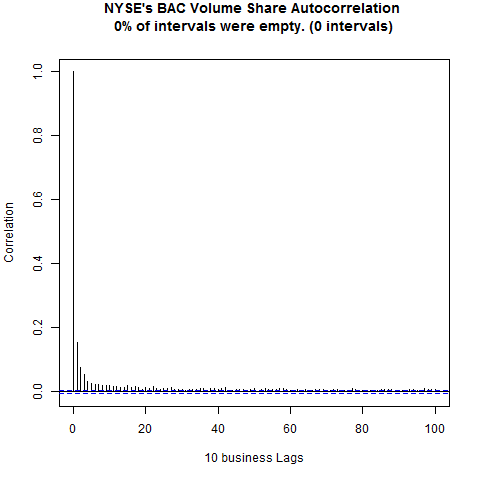 NYSE's BAC Volume Share Autocorrelation
0% of intervals were empty. (0 intervals)
Correlation
1.0
0.8
0.6
0.4
0.2
0.0
0 20 40 60 80 100
10 business Lags